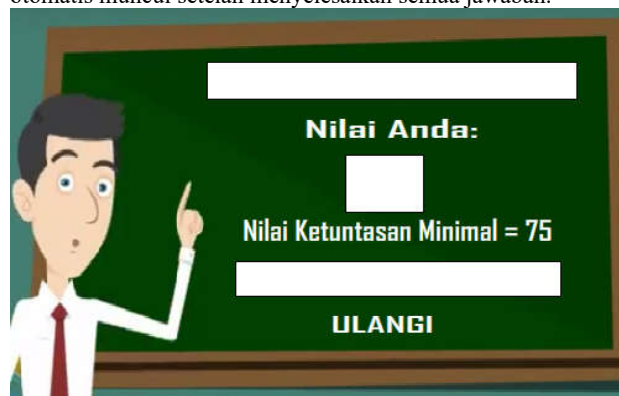 otomatis muncul setelah menyelesaikan semua jawaban.
Nilai Anda:
Nilai Ketuntasan Minimal = 75
ULANGI